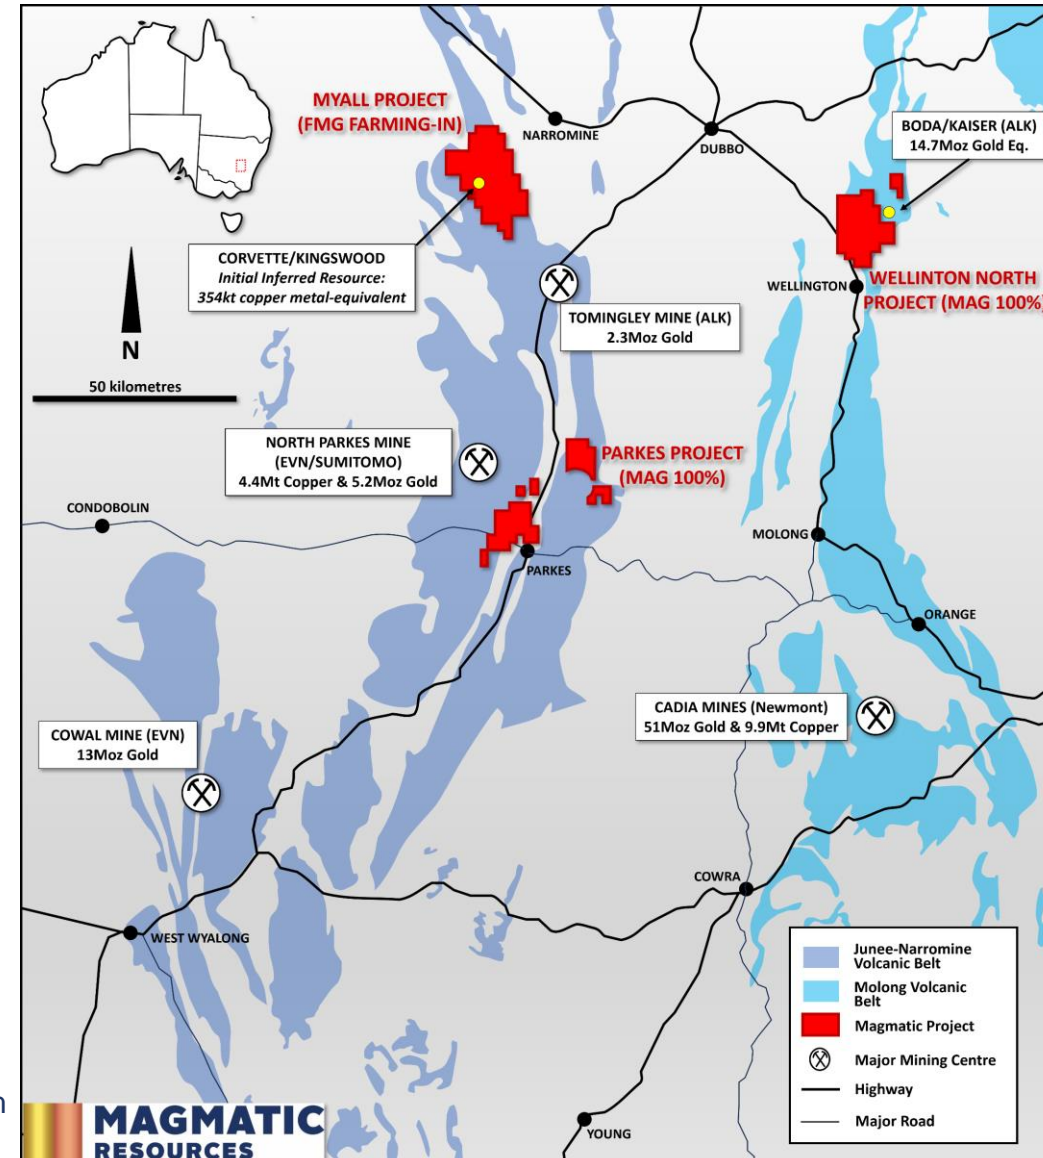 MYALL PROJECT
(FMG FARMING-IN)
NARROMINE
DUBBO
BODA/KAISER (ALK)
14.7Moz Gold Eq.
CORVETTE/KINGSWOOD
Initial Inferred Resource:
354kt copper metal-equivalent
WELLINGTON
WELLINTON NORTH
PROJECT (MAG 100%)
TOMINGLEY MINE (ALK)
2.3Moz Gold
N
50 kilometres
NORTH PARKES MINE
(EVN/SUMITOMO)
4.4Mt Copper & 5.2Moz Gold
PARKES PROJECT
(MAG 100%)
CONDOBOLIN
MOLONG
PARKES
ORANGE
CADIA MINES (Newmont)
51Moz Gold & 9.9Mt Copper
COWAL MINE (EVN)
13Moz Gold
COWRA
WEST WYALONG
Junee-Narromine
Volcanic Belt
Molong Volcanic
Belt
Magmatic Project
Major Mining Centre
Highway
Major Road
YOUNG
MAGMATIC
RESOURCES